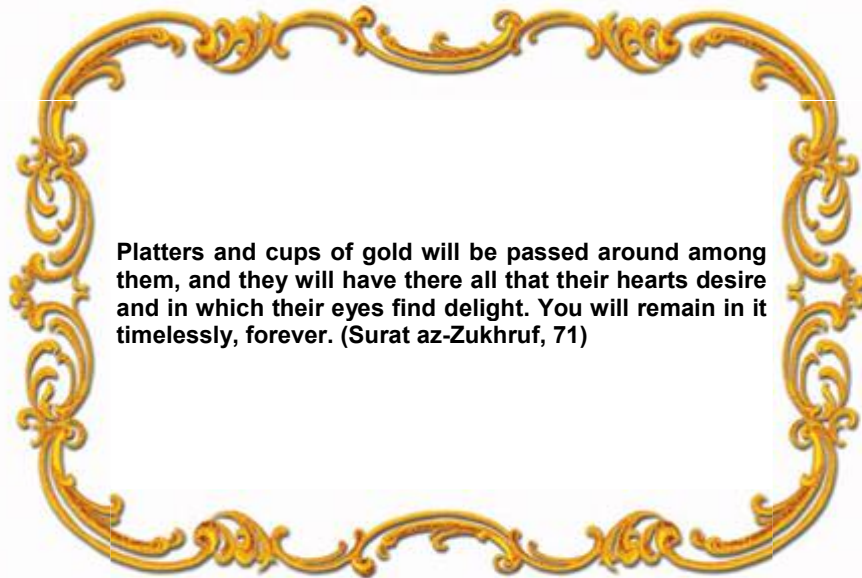 Platters and cups of gold will be passed around among
them, and they will have there all that their hearts desire
and in which their eyes find delight. You will remain in it
timelessly, forever. (Surat az-Zukhruf, 71)